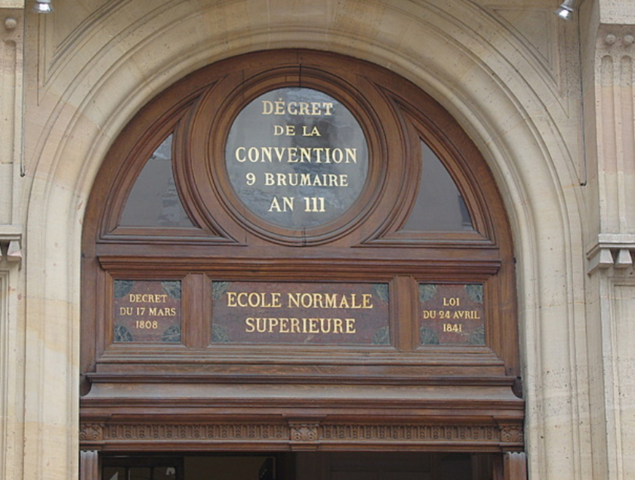 DÉCRET
DE LA
CONVENTION
9 BRUMAIRE
AN III
DECRET
DU 17 MARS
1808
ECOLE NORMALE
SUPERIEURE
LOI
DU 24 AVRIL
1841